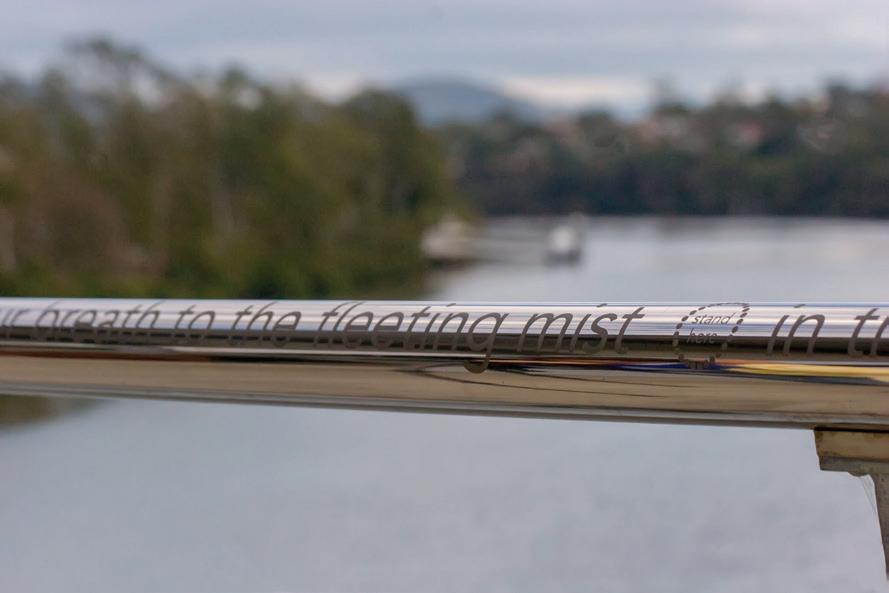 breath to the fleeting mist
stand
here
in